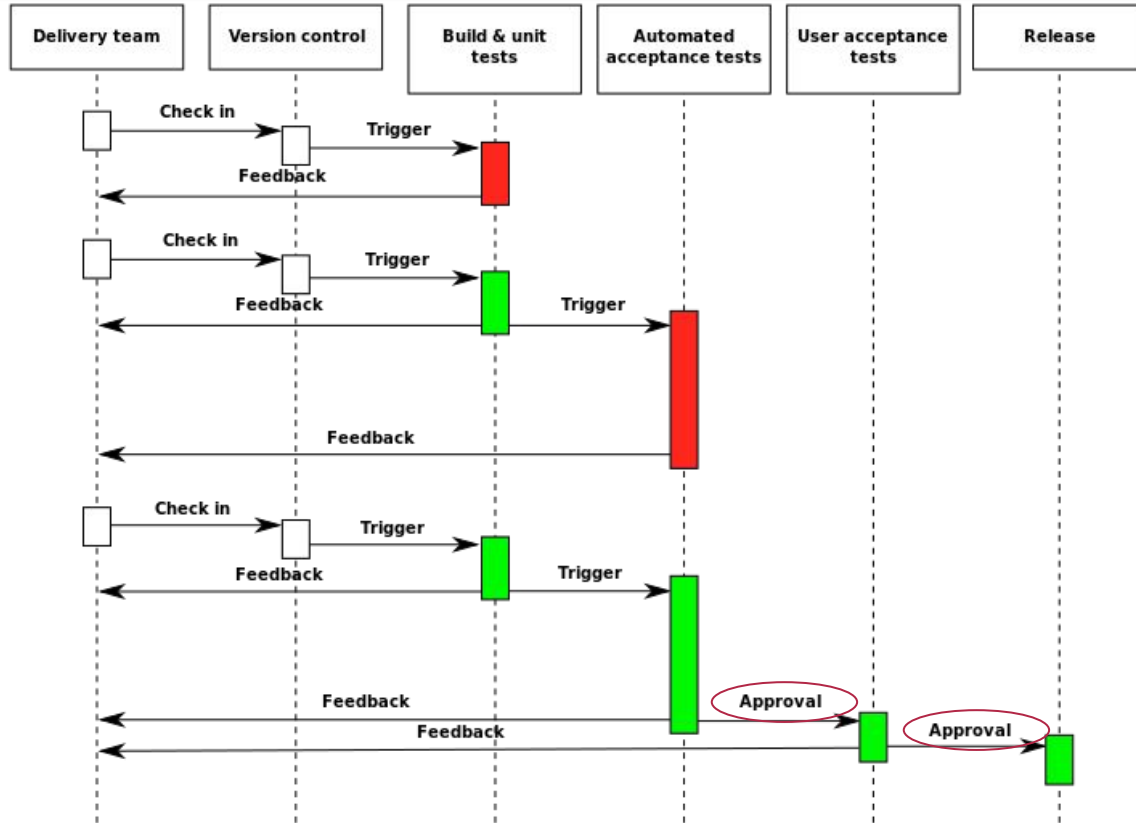 Delivery team
Version control
Build & unit
tests
Automated
acceptance tests
User acceptance
tests
Release
Check in
Trigger
Feedback
Check in
Trigger
Feedback
Trigger
Feedback
Check in
Trigger
Feedback
Trigger
Feedback
Approval
Feedback
Approval